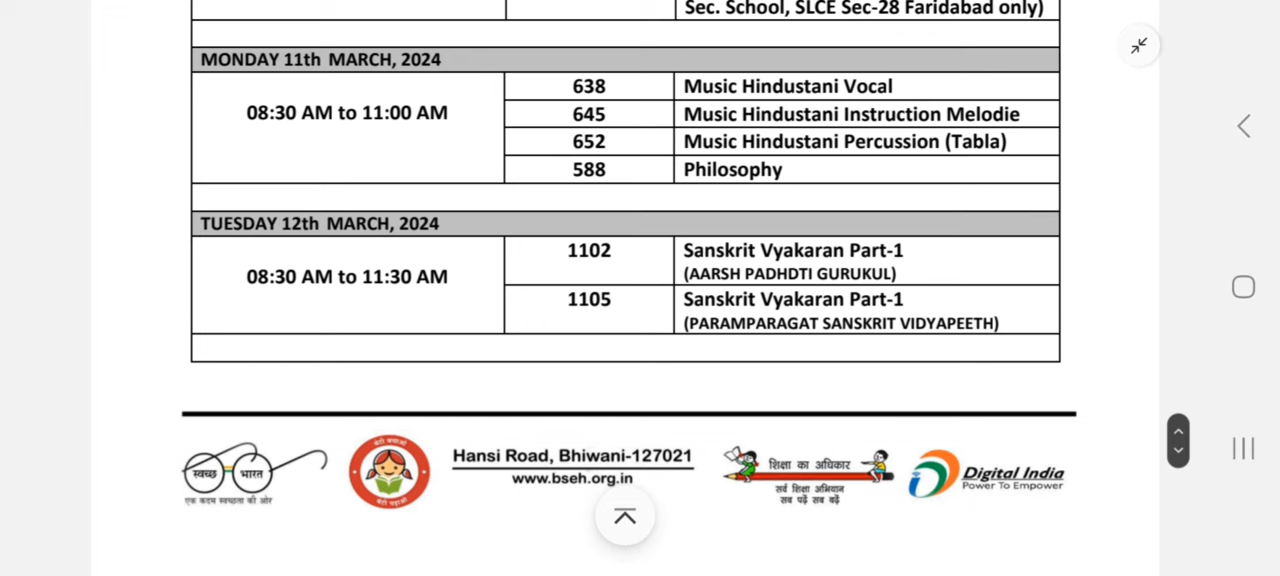 Sec. School, SLCE Sec-28 Faridabad only)
MONDAY 11th MARCH, 2024
08:30 AM to 11:00 AM
638 Music Hindustani Vocal
645 Music Hindustani Instruction Melodie
652 Music Hindustani Percussion (Tabla)
588 Philosophy
TUESDAY 12th MARCH, 2024
08:30 AM to 11:30 AM
1102 Sanskrit Vyakaran Part-1
(AARSH PADHDTI GURUKUL)
1105 Sanskrit Vyakaran Part-1
(PARAMPARAGAT SANSKRIT VIDYAPEETH)
स्वच्छ भारत
एक कदम स्वच्छता की ओर
बेटी बचाओ
बेटी पढ़ाओ
Hansi Road, Bhiwani-127021
www.bseh.org.in
शिक्षा का अधिकार
सर्व शिक्षा अभियान
सब पढ़ें सब बढ़ें
Digital India
Power To Empower